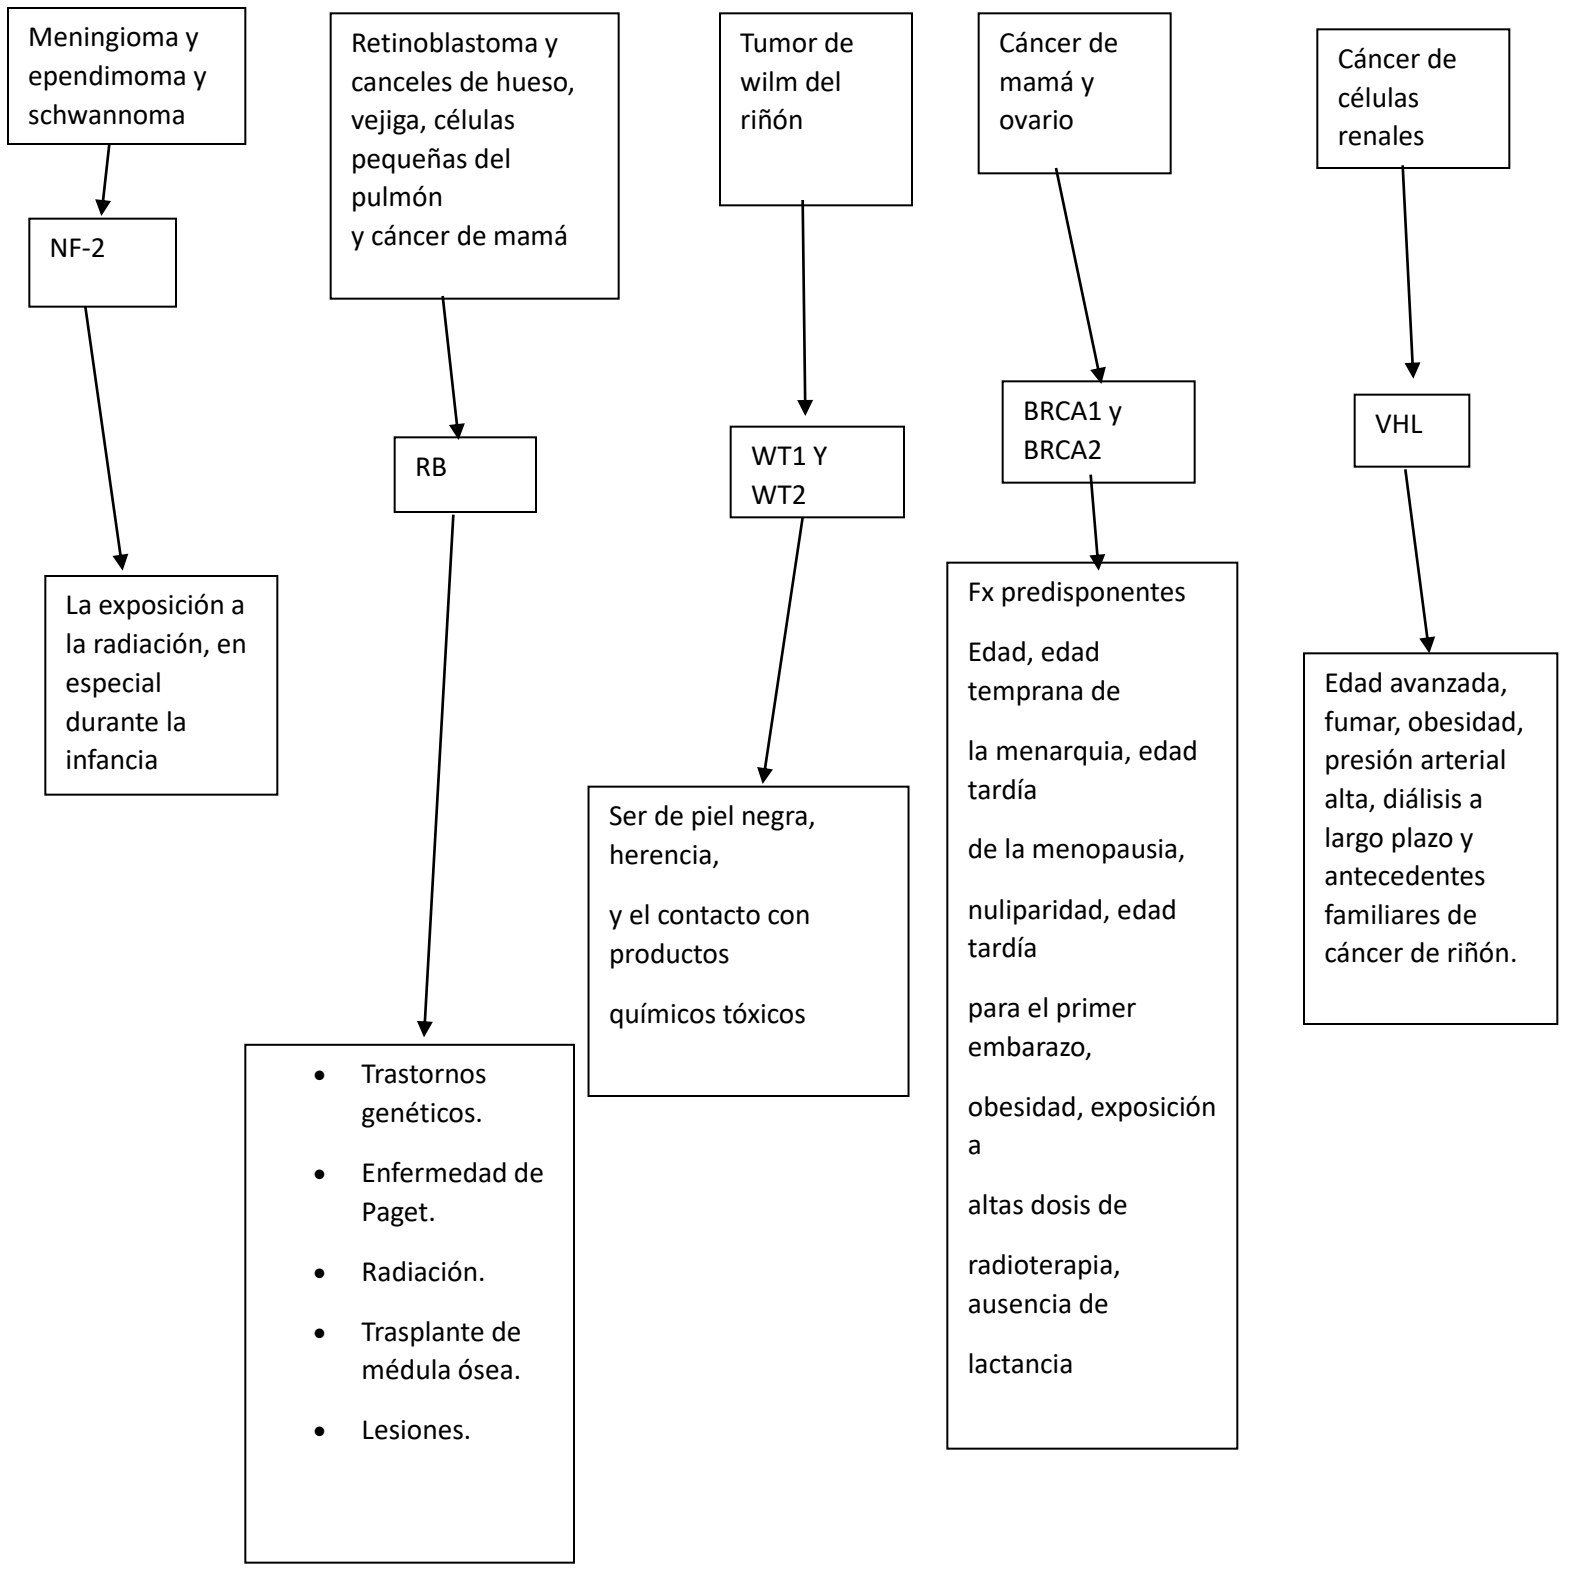 Meningioma y
ependimoma y
schwannoma
NF-2
La exposición a
la radiación, en
especial
durante la
infancia
Retinoblastoma y
canceles de hueso,
vejiga, células
pequeñas del
pulmón
y cáncer de mamá
RB
• Trastornos
genéticos.
• Enfermedad de
Paget.
• Radiación.
• Trasplante de
médula ósea.
• Lesiones.
Tumor de
wilm del
riñón
WT1 Y
WT2
Ser de piel negra,
herencia,
y el contacto con
productos
químicos tóxicos
Cáncer de
mamá y
ovario
BRCA1 y
BRCA2
Fx predisponentes
Edad, edad
temprana de
la menarquia, edad
tardía
de la menopausia,
nuliparidad, edad
tardía
para el primer
embarazo,
obesidad, exposición
a
altas dosis de
radioterapia,
ausencia de
lactancia
Cáncer de
células
renales
VHL
Edad avanzada,
fumar, obesidad,
presión arterial
alta, diálisis a
largo plazo y
antecedentes
familiares de
cáncer de riñón.